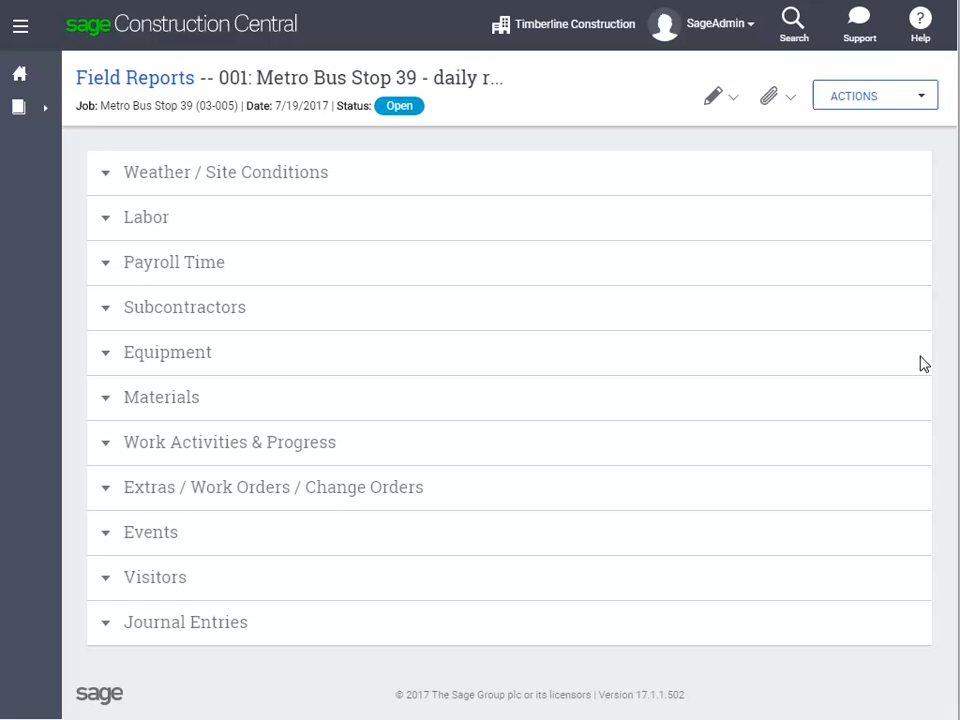 sage Construction Central
Timberline Construction
SageAdmin
Search
Support
? Help
Field Reports -- 001: Metro Bus Stop 39 - daily r...
Job: Metro Bus Stop 39 (03-005) | Date: 7/19/2017 | Status: Open
ACTIONS
Weather / Site Conditions
Labor
Payroll Time
Subcontractors
Equipment
Materials
Work Activities & Progress
Extras / Work Orders / Change Orders
Events
Visitors
Journal Entries
sage
© 2017 The Sage Group plc or its licensors | Version 17.1.1.502